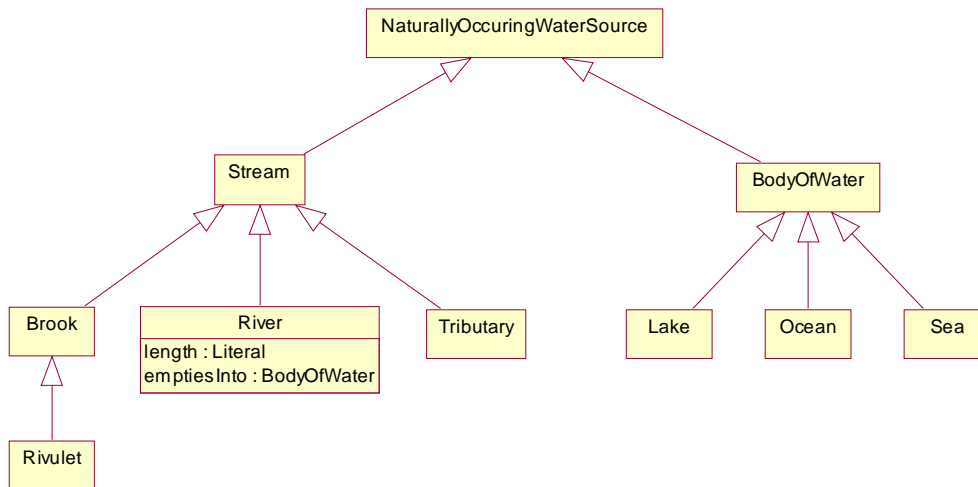 NaturallyOccuringWaterSource
Stream
BodyOfWater
Brook
River
length : Literal
emptiesInto : BodyOfWater
Tributary
Lake
Ocean
Sea
Rivulet